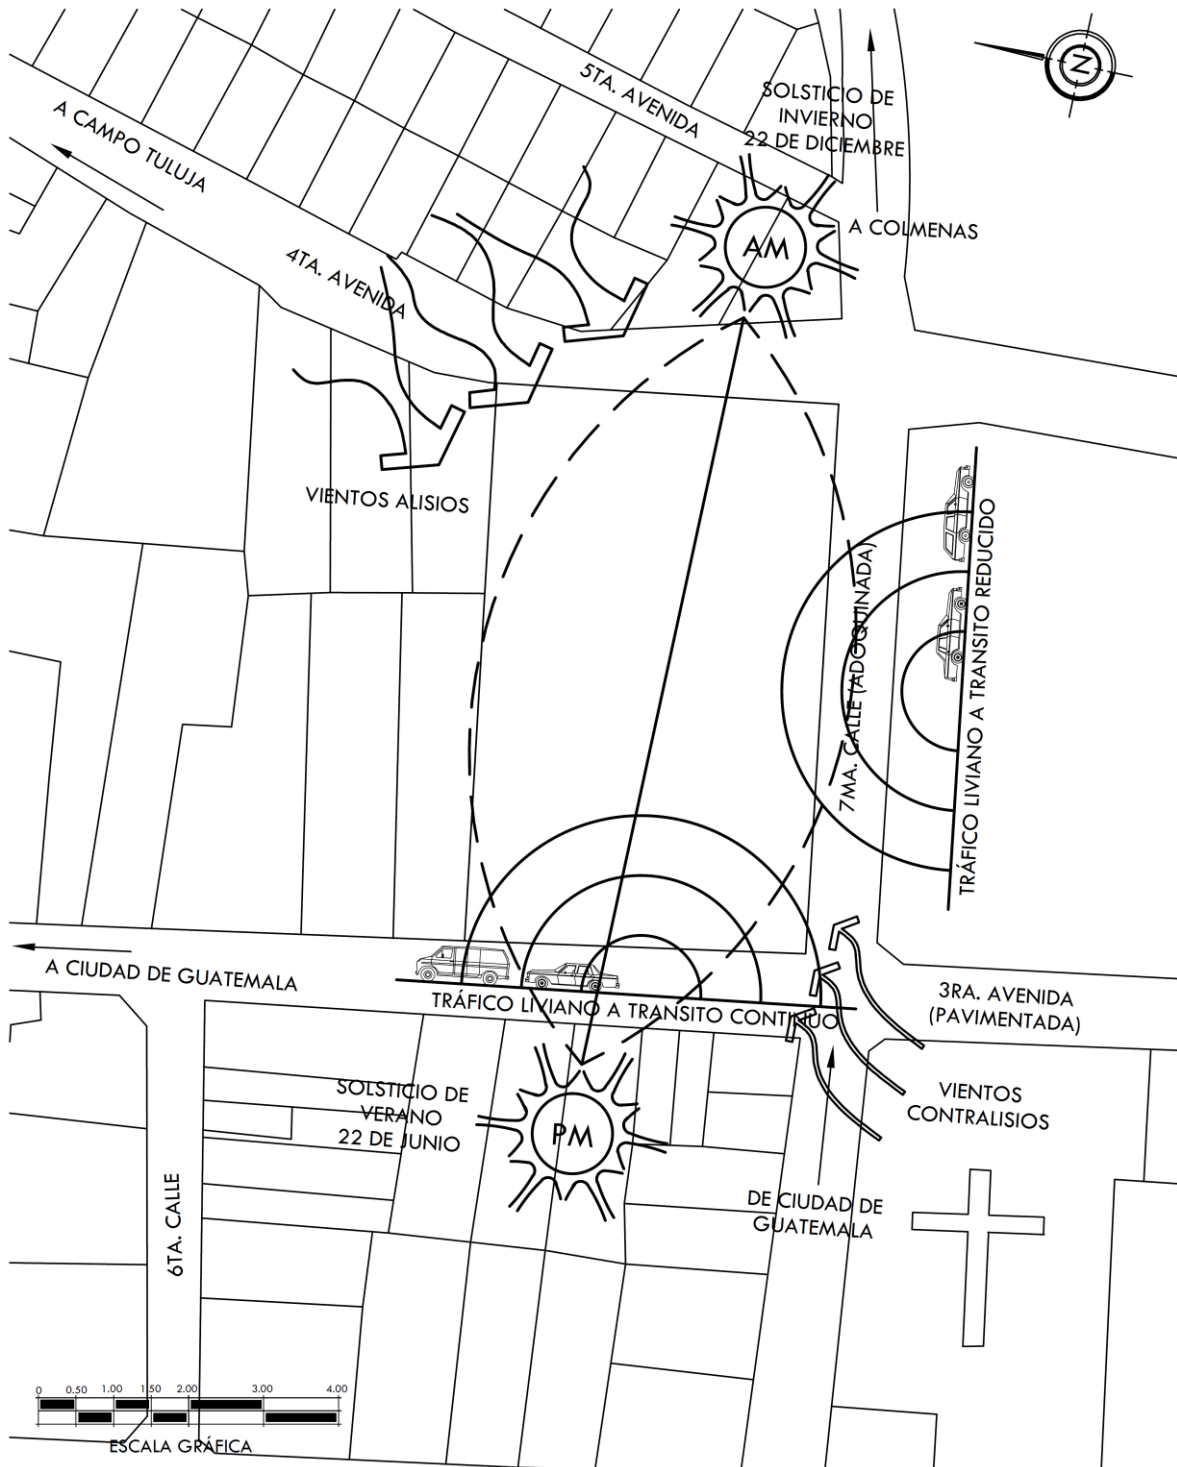 5TA. AVENIDA
SOLSTICIO DE
INVIERNO
22 DE DICIEMBRE
N
A CAMPO TULUJA
A COLMENAS
AM
4TA. AVENIDA
VIENTOS ALISIOS
7MA. CALLE (ADOQUINADA)
TRÁFICO LIVIANO A TRANSITO REDUCIDO
A CIUDAD DE GUATEMALA
TRÁFICO LIVIANO A TRANSITO CONTINUO
3RA. AVENIDA
(PAVIMENTADA)
SOLSTICIO DE
VERANO
22 DE JUNIO
PM
VIENTOS
CONTRALISIOS
DE CIUDAD DE
GUATEMALA
6TA. CALLE
0 0.50 1.00 1.50 2.00 3.00 4.00
ESCALA GRÁFICA